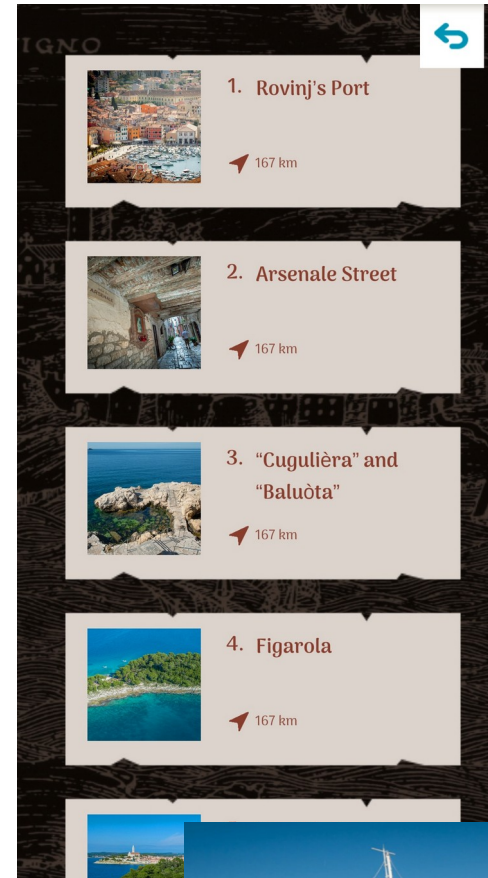 IGNO
1. Rovinj's Port
167 km
2. Arsenale Street
167 km
3. “Cugulièra” and
“Baluòta”
167 km
4. Figarola
167 km